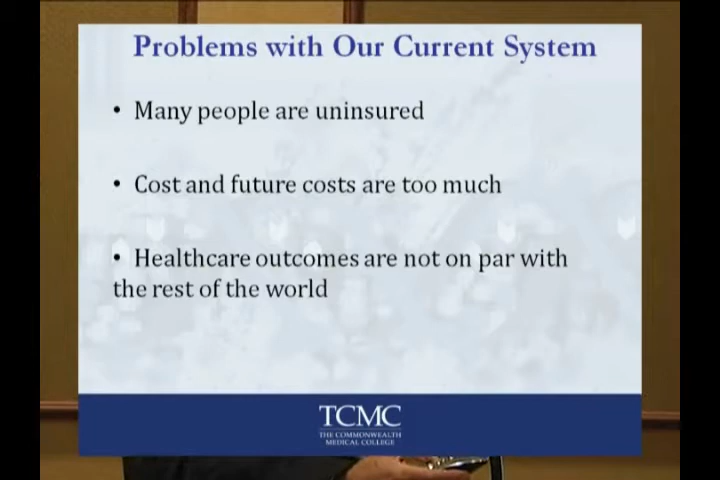 Problems with Our Current System
• Many people are uninsured
• Cost and future costs are too much
• Healthcare outcomes are not on par with
the rest of the world
TCMC
THE COMMONWEALTH
MEDICAL COLLEGE